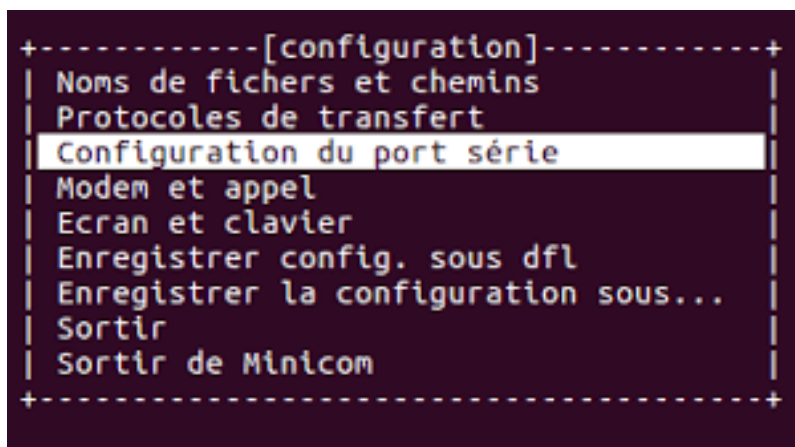 +------------[configuration]------------+
| Noms de fichers et chemins |
| Protocoles de transfert |
| Configuration du port série |
| Modem et appel |
| Ecran et clavier |
| Enregistrer config. sous dfl |
| Enregistrer la configuration sous... |
| Sortir |
| Sortir de Minicom |
+---------------------------------------+